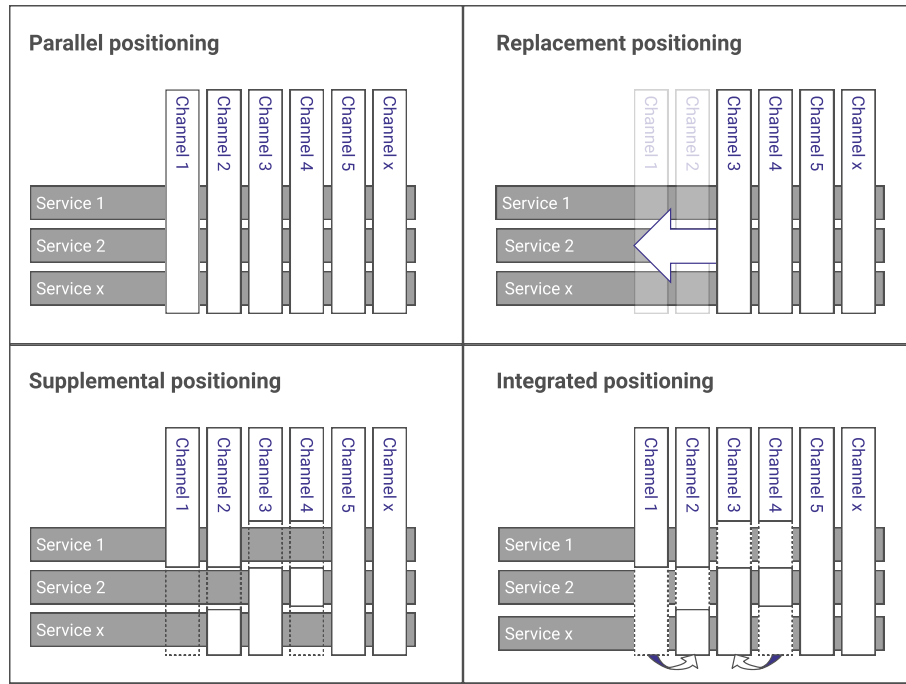 Parallel positioning
Channel 1
Channel 2
Channel 3
Channel 4
Channel 5
Channel x
Service 1
Service 2
Service x
Replacement positioning
Channel 1
Channel 2
Channel 3
Channel 4
Channel 5
Channel x
Service 1
Service 2
Service x
Supplemental positioning
Channel 1
Channel 2
Channel 3
Channel 4
Channel 5
Channel x
Service 1
Service 2
Service x
Integrated positioning
Channel 1
Channel 2
Channel 3
Channel 4
Channel 5
Channel x
Service 1
Service 2
Service x